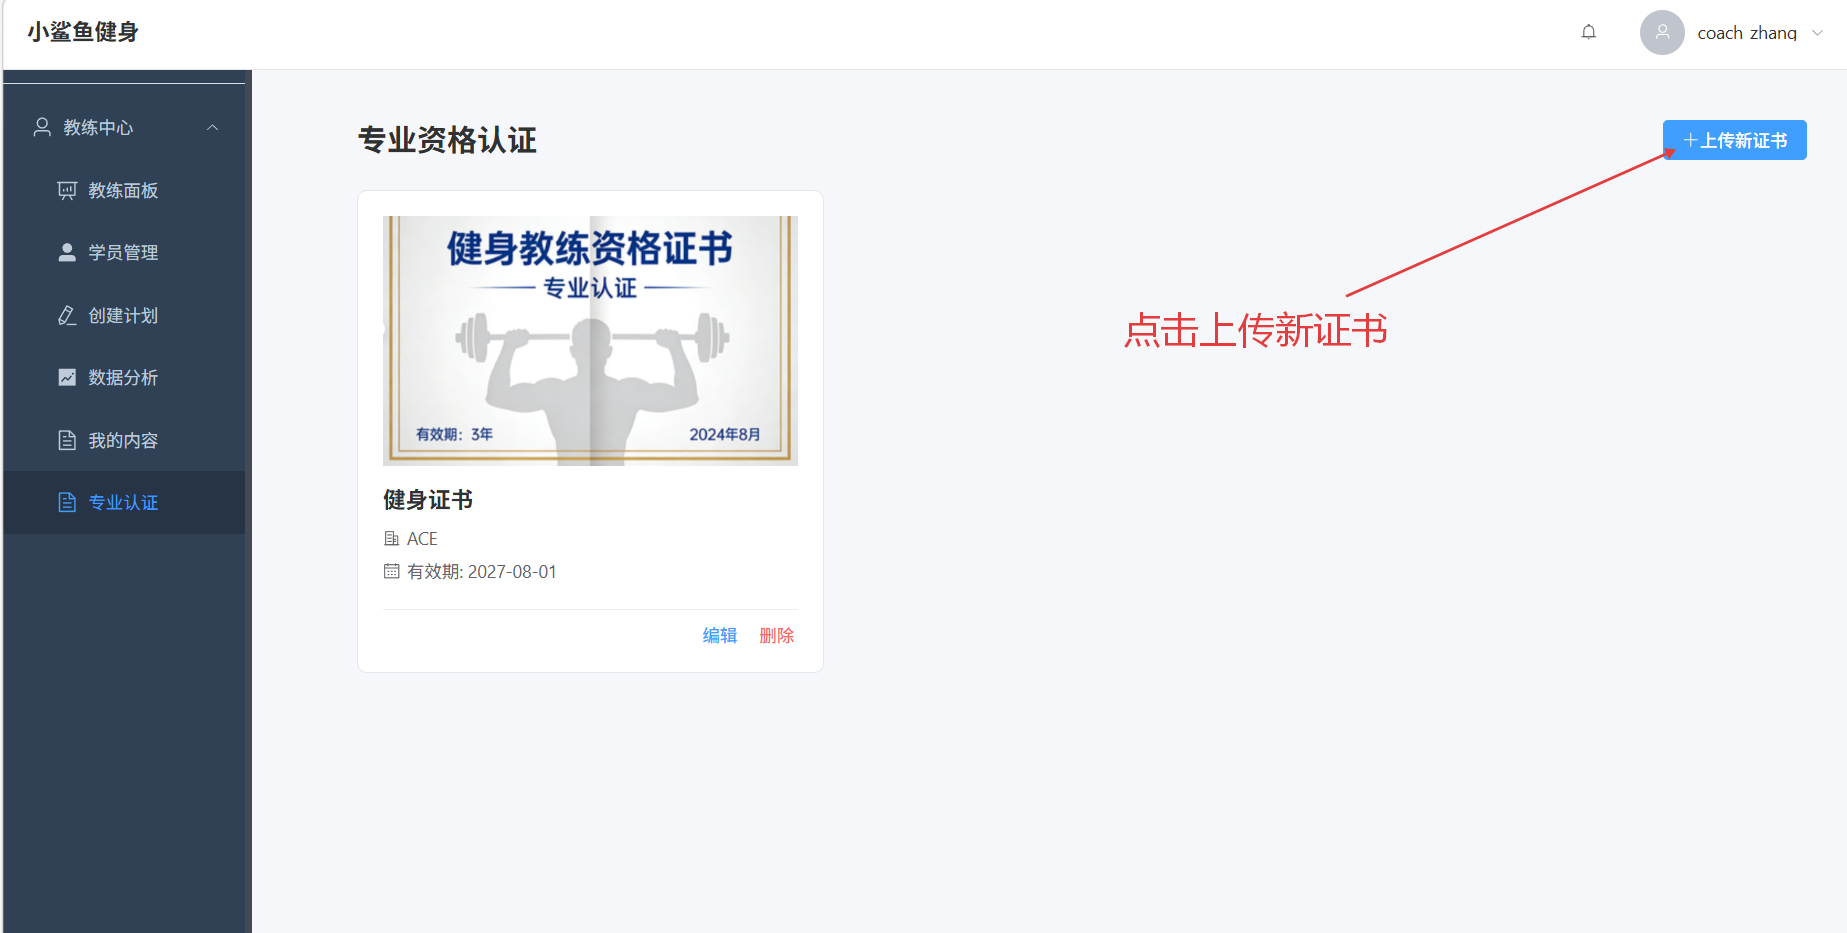 小鲨鱼健身
coach zhang
教练中心
教练面板
学员管理
创建计划
数据分析
我的内容
专业认证
专业资格认证
上传新证书
点击上传新证书
健身教练资格证书
专业认证
有效期：3年
2024年8月
健身证书
ACE
有效期: 2027-08-01
编辑
删除